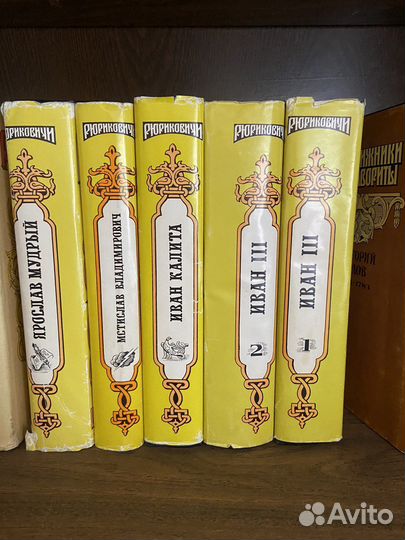 РЮРИКОВИЧИ
ЯРОСЛАВ МУДРЫЙ
РЮРИКОВИЧИ
МСТИСЛАВ ВЛАДИМИРОВИЧ
РЮРИКОВИЧИ
ИВАН КАЛИТА
РЮРИКОВИЧИ
ИВАН III
2
РЮРИКОВИЧИ
ИВАН III
1
Avito